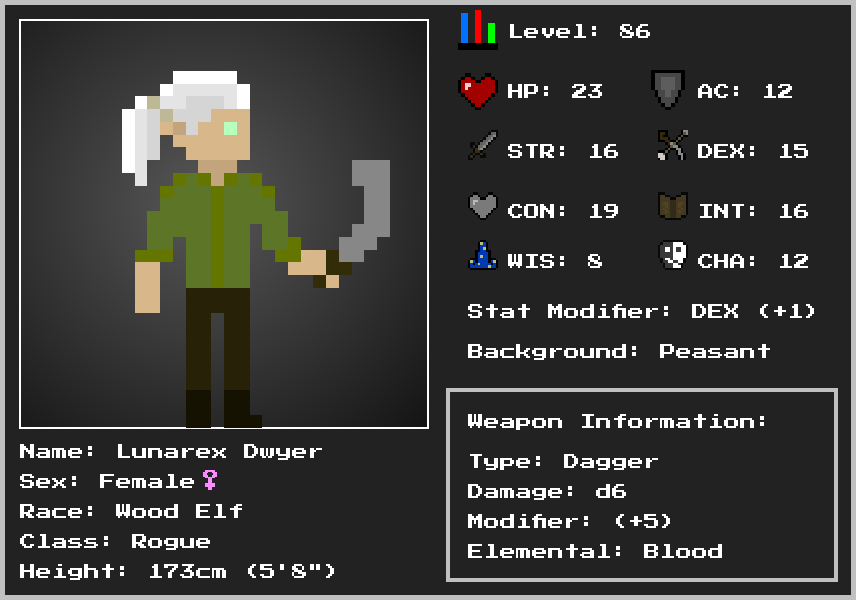 Level: 86
HP: 23 AC: 12
STR: 16 DEX: 15
CON: 19 INT: 16
WIS: 8 CHA: 12
Stat Modifier: DEX (+1)
Background: Peasant
Weapon Information:
Type: Dagger
Damage: d6
Modifier: (+5)
Elemental: Blood
Name: Lunarex Dwyer
Sex: Female♀
Race: Wood Elf
Class: Rogue
Height: 173cm (5'8")